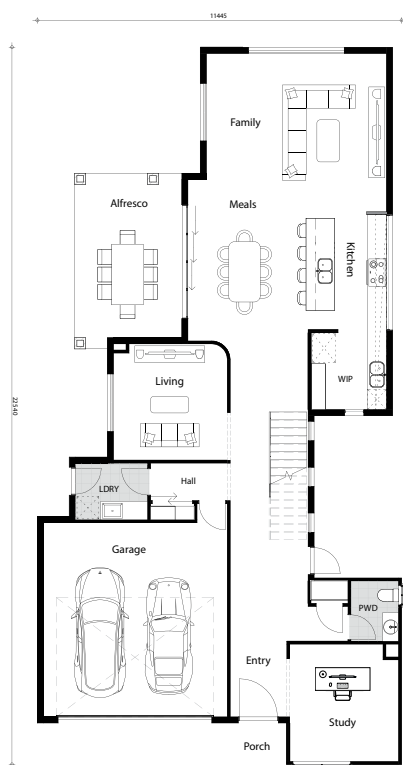 11445
Family
Alfresco
Meals
Kitchen
22540
Living
WIP
Hall
LDRY
Garage
PWD
Entry
Study
Porch